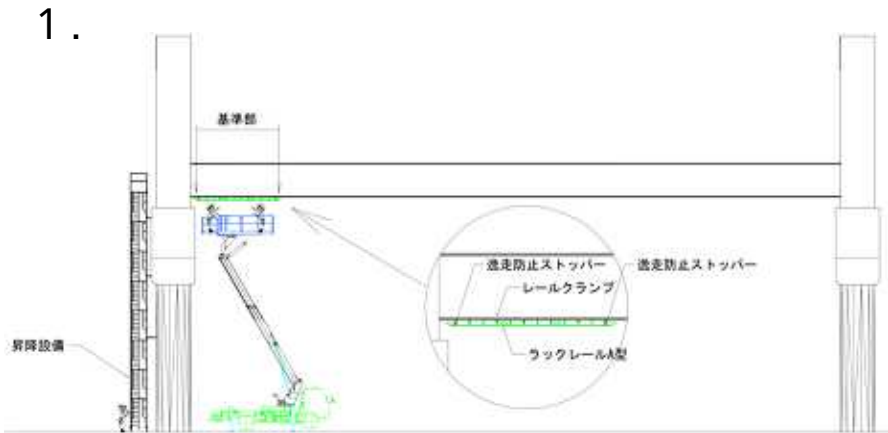 1.
基準部
逸走防止ストッパー
逸走防止ストッパー
レールクランプ
ラックレールA型
昇降設備